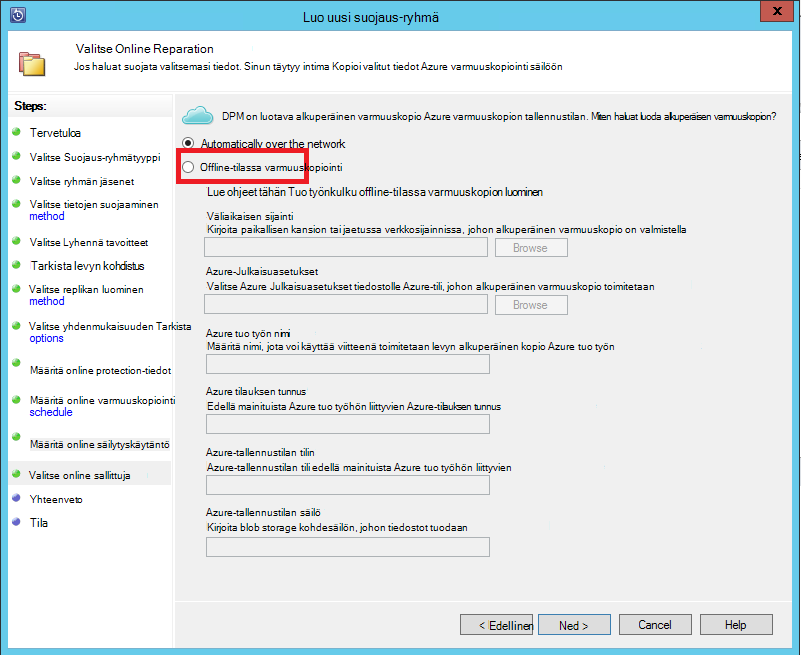 Luo uusi suojaus-ryhmä
x
Valitse Online Reparation
Jos haluat suojata valitsemasi tiedot. Sinun täytyy intima Kopioi valitut tiedot Azure varmuuskopiointi säilöön
Steps:
Tervetuloa
Valitse Suojaus-ryhmätyyppi
Valitse ryhmän jäsenet
Valitse tietojen suojaaminen
method
Valitse Lyhennä tavoitteet
Tarkista levyn kohdistus
Valitse replikan luominen
method
Valitse yhdenmukaisuuden Tarkista
options
Määritä online protection-tiedot
Määritä online varmuuskopiointi
schedule
Määritä online säilytyskäytäntö
Valitse online sallittuja
Yhteenveto
Tila
DPM on luotava alkuperäinen varmuuskopio Azure varmuuskopion tallennustilan. Miten haluat luoda alkuperäisen varmuuskopion?
Automatically over the network
Offline-tilassa varmuuskopiointi
Lue ohjeet tähän Tuo työnkulku offline-tilassa varmuuskopion luominen
Väliaikaisen sijainti
Kirjoita paikallisen kansion tai jaetussa verkkosijainnissa, johon alkuperäinen varmuuskopio on valmistella
Browse
Azure-Julkaisuasetukset
Valitse Azure Julkaisuasetukset tiedostolle Azure-tili, johon alkuperäinen varmuuskopio toimitetaan
Browse
Azure tuo työn nimi
Määritä nimi, jota voi käyttää viitteenä toimitetaan levyn alkuperäinen kopio Azure tuo työn
Azure tilauksen tunnus
Edellä mainituista Azure tuo työhön liittyvien Azure-tilauksen tunnus
Azure-tallennustilan tilin
Azure-tallennustilan tili edellä mainituista Azure tuo työhön liittyvien
Azure-tallennustilan säilö
Kirjoita blob storage kohdesäilön, johon tiedostot tuodaan
< Edellinen
Ned >
Cancel
Help